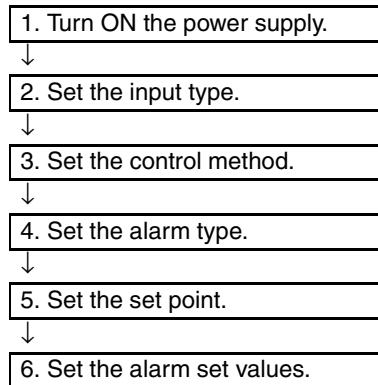 1. Turn ON the power supply.
↓
2. Set the input type.
↓
3. Set the control method.
↓
4. Set the alarm type.
↓
5. Set the set point.
↓
6. Set the alarm set values.